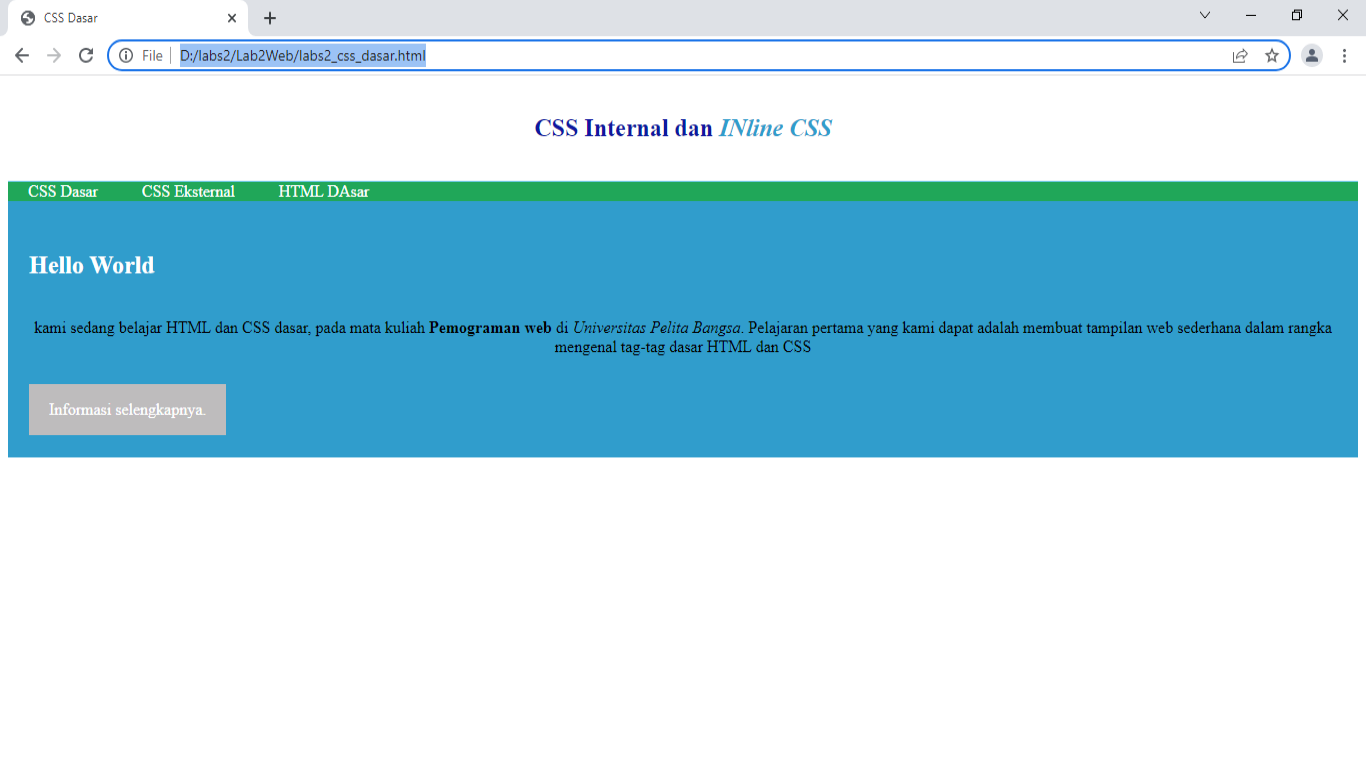 CSS Dasar
File
D:/labs2/Lab2Web/labs2_css_dasar.html
CSS Internal dan INline CSS
CSS Dasar CSS Eksternal HTML DAsar
Hello World
kami sedang belajar HTML dan CSS dasar, pada mata kuliah Pemograman web di Universitas Pelita Bangsa. Pelajaran pertama yang kami dapat adalah membuat tampilan web sederhana dalam rangka
mengenal tag-tag dasar HTML dan CSS
Informasi selengkapnya.